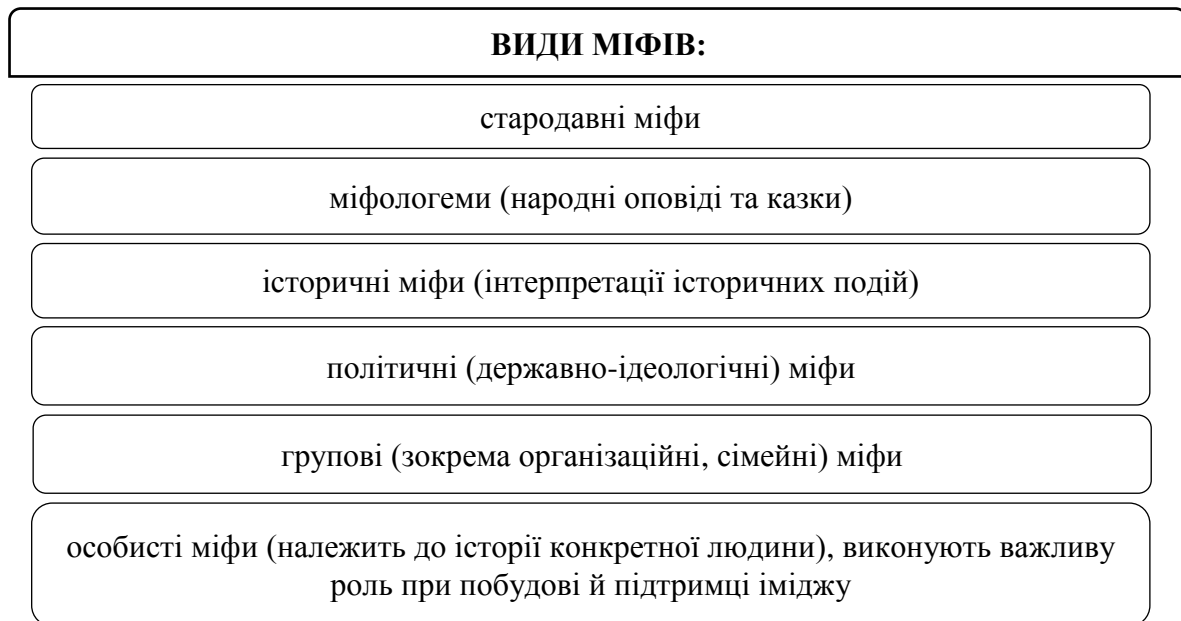 ВИДИ МІФІВ:
стародавні міфи
міфологеми (народні оповіді та казки)
історичні міфи (інтерпретації історичних подій)
політичні (державно-ідеологічні) міфи
групові (зокрема організаційні, сімейні) міфи
особисті міфи (належить до історії конкретної людини), виконують важливу
роль при побудові й підтримці іміджу